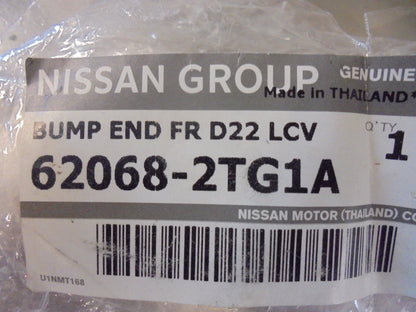 NISSAN GROUP GENUINE
Made in THAILAND*
BUMP END FR D22 LCV Q'TY
62068-2TG1A 1
NISSAN MOTOR (THAILAND) CO
U1NMT168